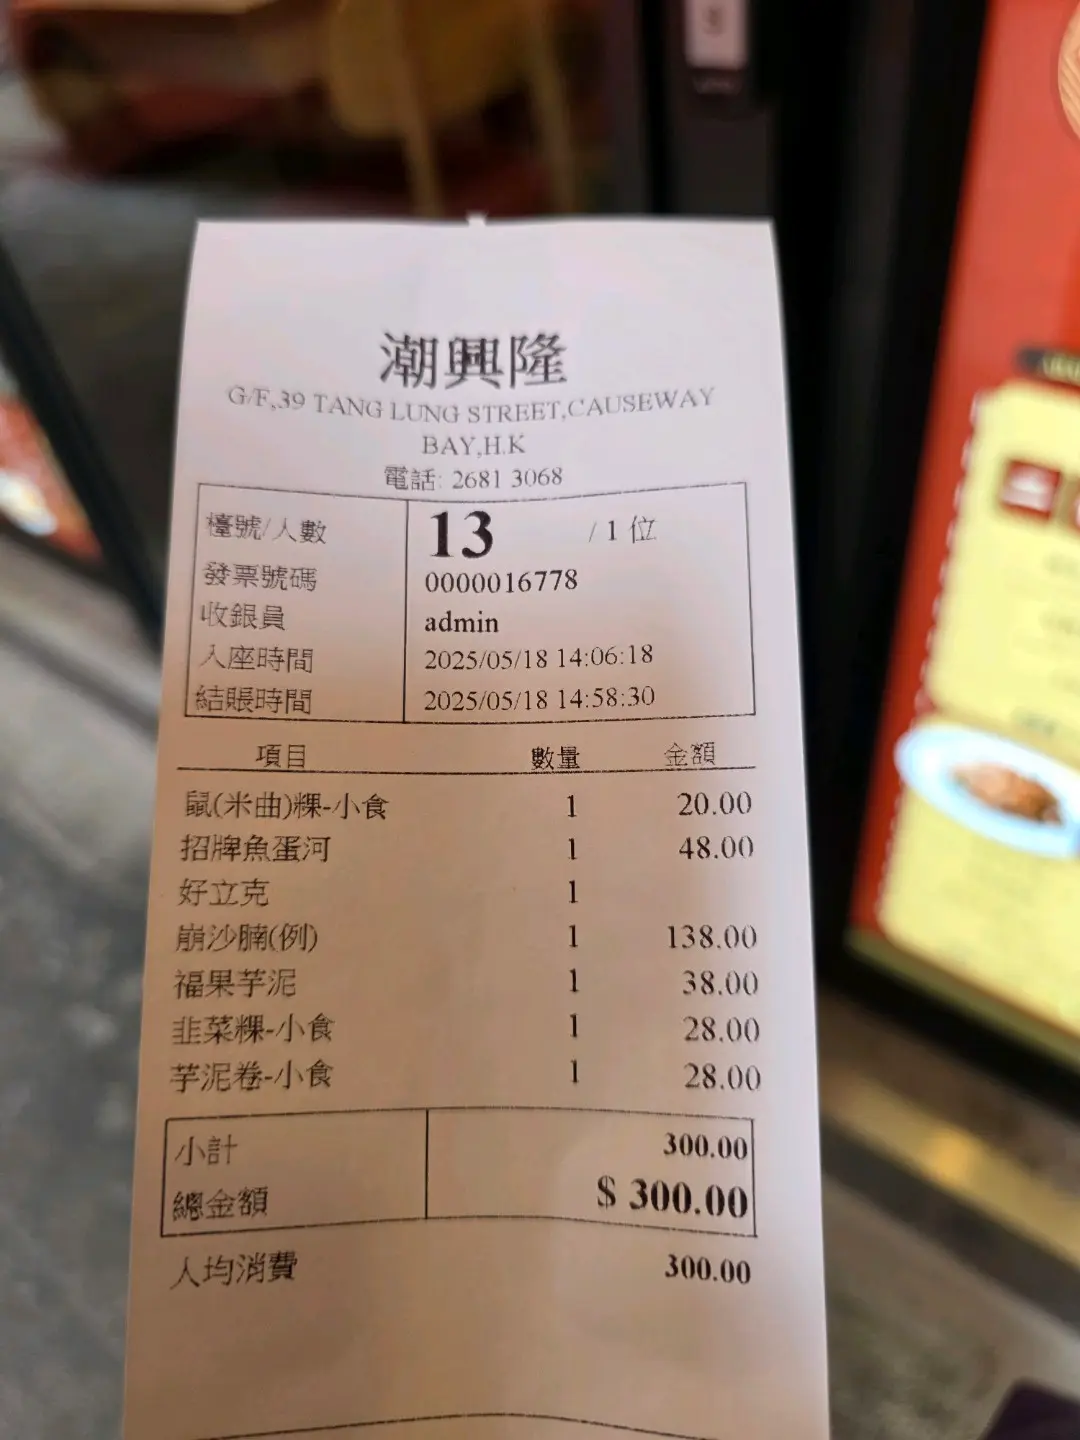 潮興隆
G/F,39 TANG LUNG STREET,CAUSEWAY
BAY,H.K
電話: 2681 3068
檯號/人數 13 / 1 位
發票號碼 0000016778
收銀員 admin
入座時間 2025/05/18 14:06:18
結賬時間 2025/05/18 14:58:30
項目 數量 金額
鼠(米曲)粿-小食 1 20.00
招牌魚蛋河 1 48.00
好立克 1
崩沙腩(例) 1 138.00
福果芋泥 1 38.00
韭菜粿-小食 1 28.00
芋泥卷-小食 1 28.00
小計 300.00
總金額 $ 300.00
人均消費 300.00